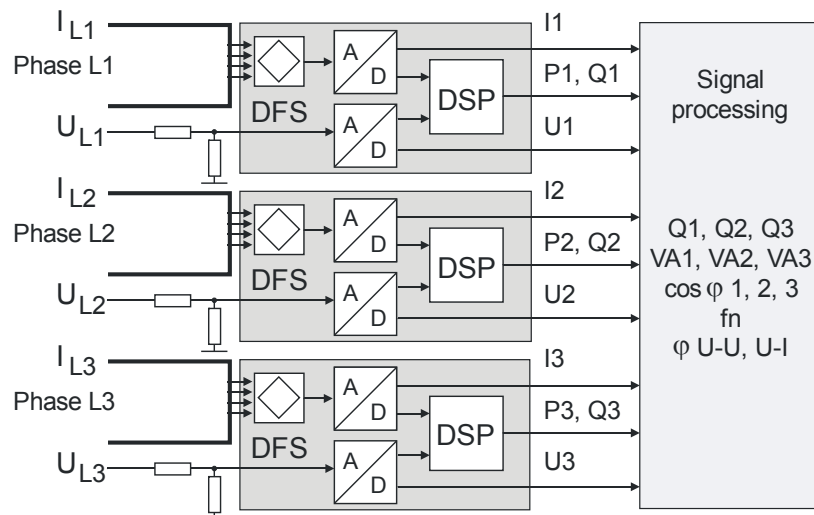 I L1
Phase L1
U L1
DFS
A
D
A
D
DSP
I1
P1, Q1
U1
I L2
Phase L2
U L2
DFS
A
D
A
D
DSP
I2
P2, Q2
U2
I L3
Phase L3
U L3
DFS
A
D
A
D
DSP
I3
P3, Q3
U3
Signal
processing
Q1, Q2, Q3
VA1, VA2, VA3
cos φ 1, 2, 3
fn
φ U-U, U-I